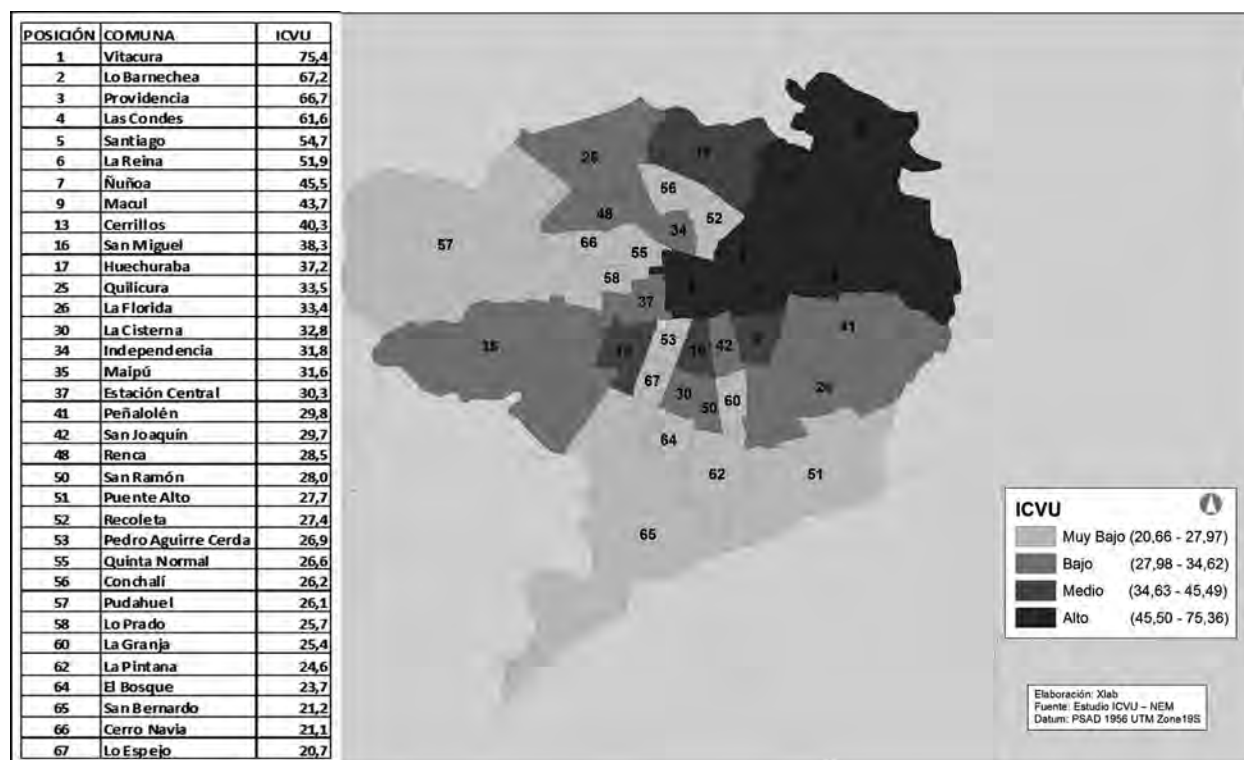 POSICIÓN COMUNA ICVU
1 Vitacura 75,4
2 Lo Barnechea 67,2
3 Providencia 66,7
4 Las Condes 61,6
5 Santiago 54,7
6 La Reina 51,9
7 Ñuñoa 45,5
9 Macul 43,7
13 Cerrillos 40,3
16 San Miguel 38,3
17 Huechuraba 37,2
25 Quilicura 33,5
26 La Florida 33,4
30 La Cisterna 32,8
34 Independencia 31,8
35 Maipú 31,6
37 Estación Central 30,3
41 Peñalolén 29,8
42 San Joaquín 29,7
48 Renca 28,5
50 San Ramón 28,0
51 Puente Alto 27,7
52 Recoleta 27,4
53 Pedro Aguirre Cerda 26,9
55 Quinta Normal 26,6
56 Conchalí 26,2
57 Pudahuel 26,1
58 Lo Prado 25,7
60 La Granja 25,4
62 La Pintana 24,6
64 El Bosque 23,7
65 San Bernardo 21,2
66 Cerro Navia 21,1
67 Lo Espejo 20,7
56
48
34
52
57
66
55
58
37
41
53
42
67
30
50
60
64
62
51
65
ICVU
Muy Bajo (20,66 - 27,97)
Bajo (27,98 - 34,62)
Medio (34,63 - 45,49)
Alto (45,50 - 75,36)
Elaboración: Xlab
Fuente: Estudio ICVU – NEM
Datum: PSAD 1956 UTM Zone19S